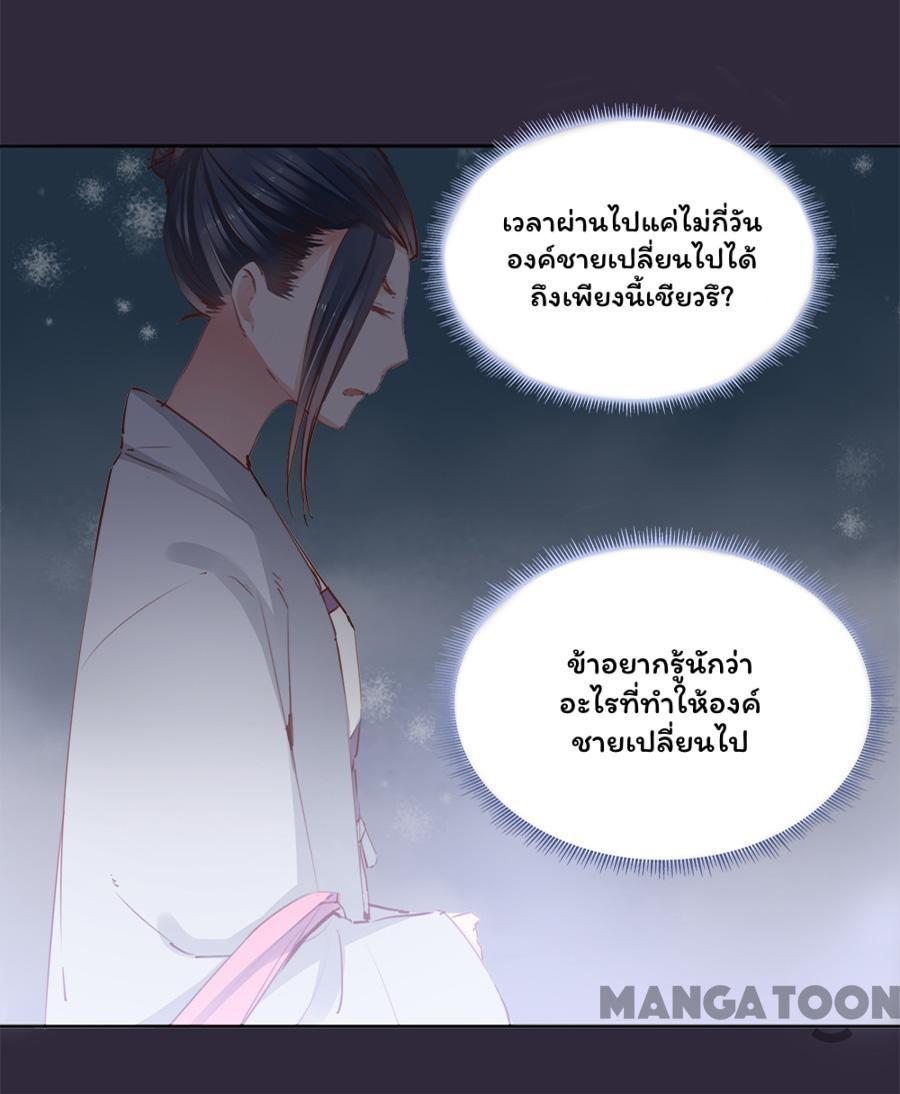 เวลาผ่านไปแค่ไม่กี่วัน
องค์ชายเปลี่ยนไปได้
ถึงเพียงนี้เชียวรึ?
ข้าอยากรู้นักว่า
อะไรที่ทำให้องค์
ชายเปลี่ยนไป
MANGATOON